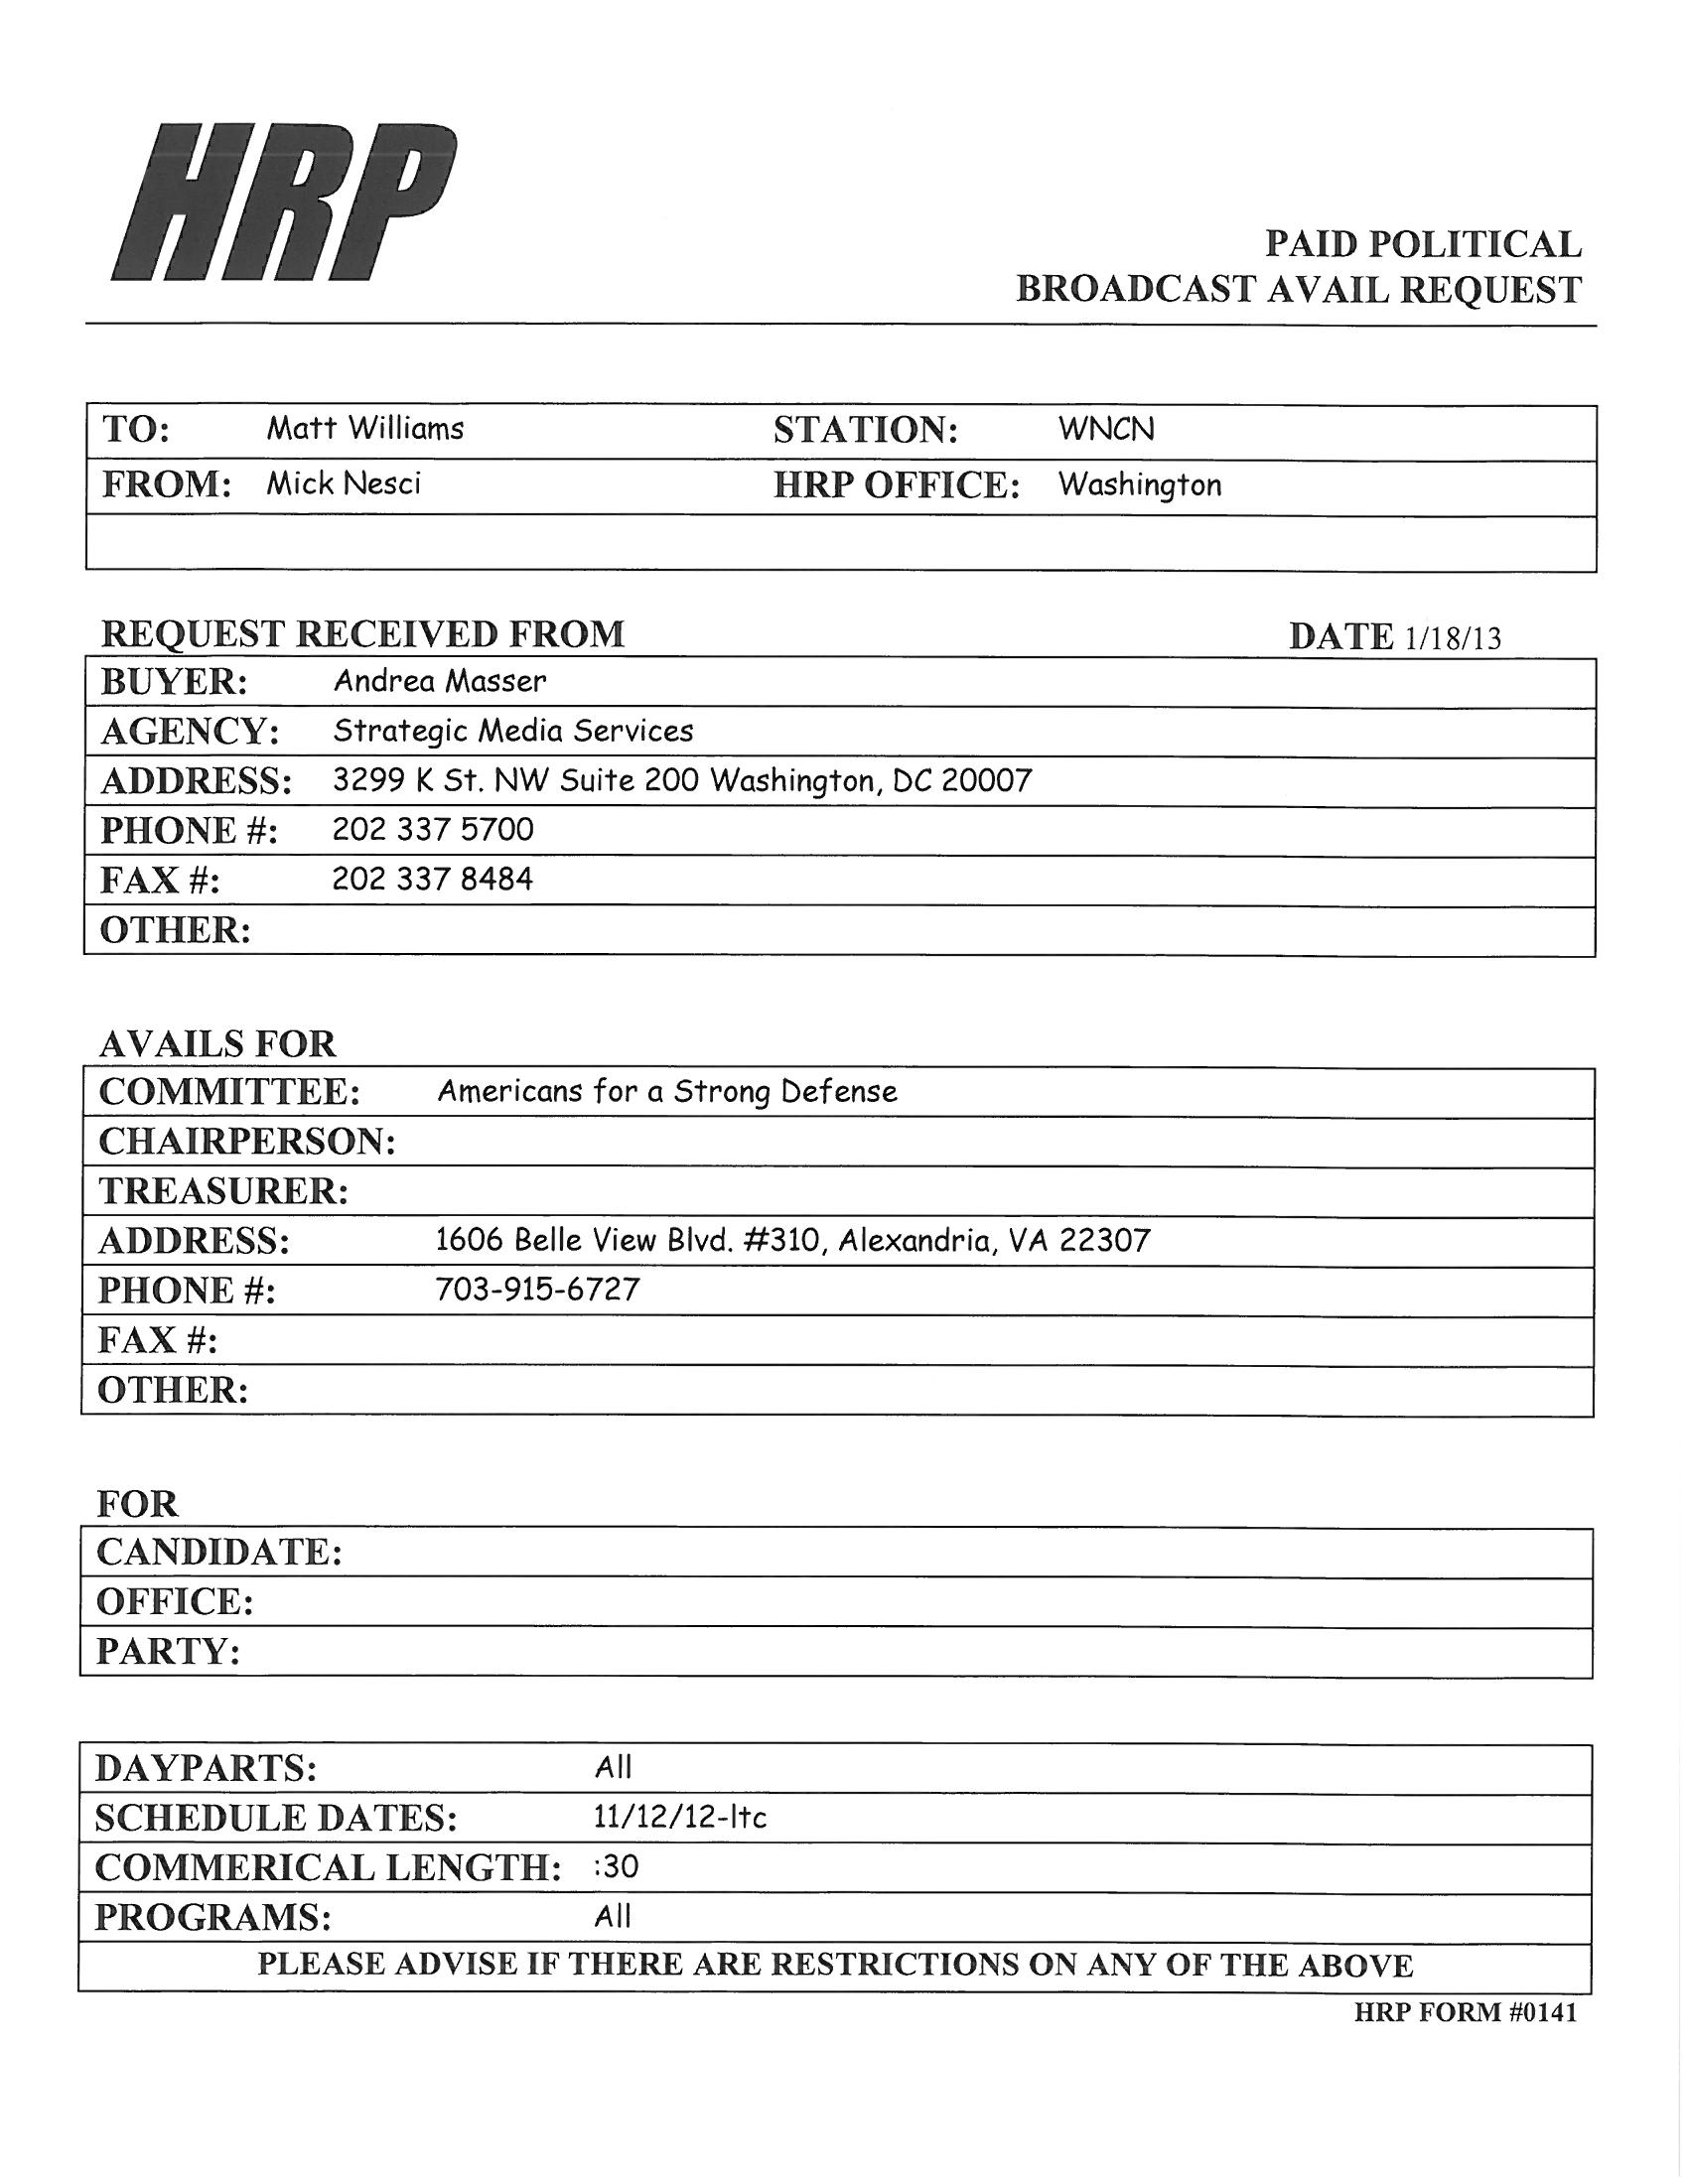 HRP
PAID POLITICAL
BROADCAST AVAIL REQUEST
TO: Matt Williams STATION: WNCN
FROM: Mick Nesci HRP OFFICE: Washington
REQUEST RECEIVED FROM DATE 1/18/13
BUYER: Andrea Masser
AGENCY: Strategic Media Services
ADDRESS: 3299 K St. NW Suite 200 Washington, DC 20007
PHONE #: 202 337 5700
FAX #: 202 337 8484
OTHER:
AVAILS FOR
COMMITTEE: Americans for a Strong Defense
CHAIRPERSON:
TREASURER:
ADDRESS: 1606 Belle View Blvd. #310, Alexandria, VA 22307
PHONE #: 703-915-6727
FAX #:
OTHER:
FOR
CANDIDATE:
OFFICE:
PARTY:
DAYPARTS: All
SCHEDULE DATES: 11/12/12-ltc
COMMERICAL LENGTH: :30
PROGRAMS: All
PLEASE ADVISE IF THERE ARE RESTRICTIONS ON ANY OF THE ABOVE
HRP FORM #0141